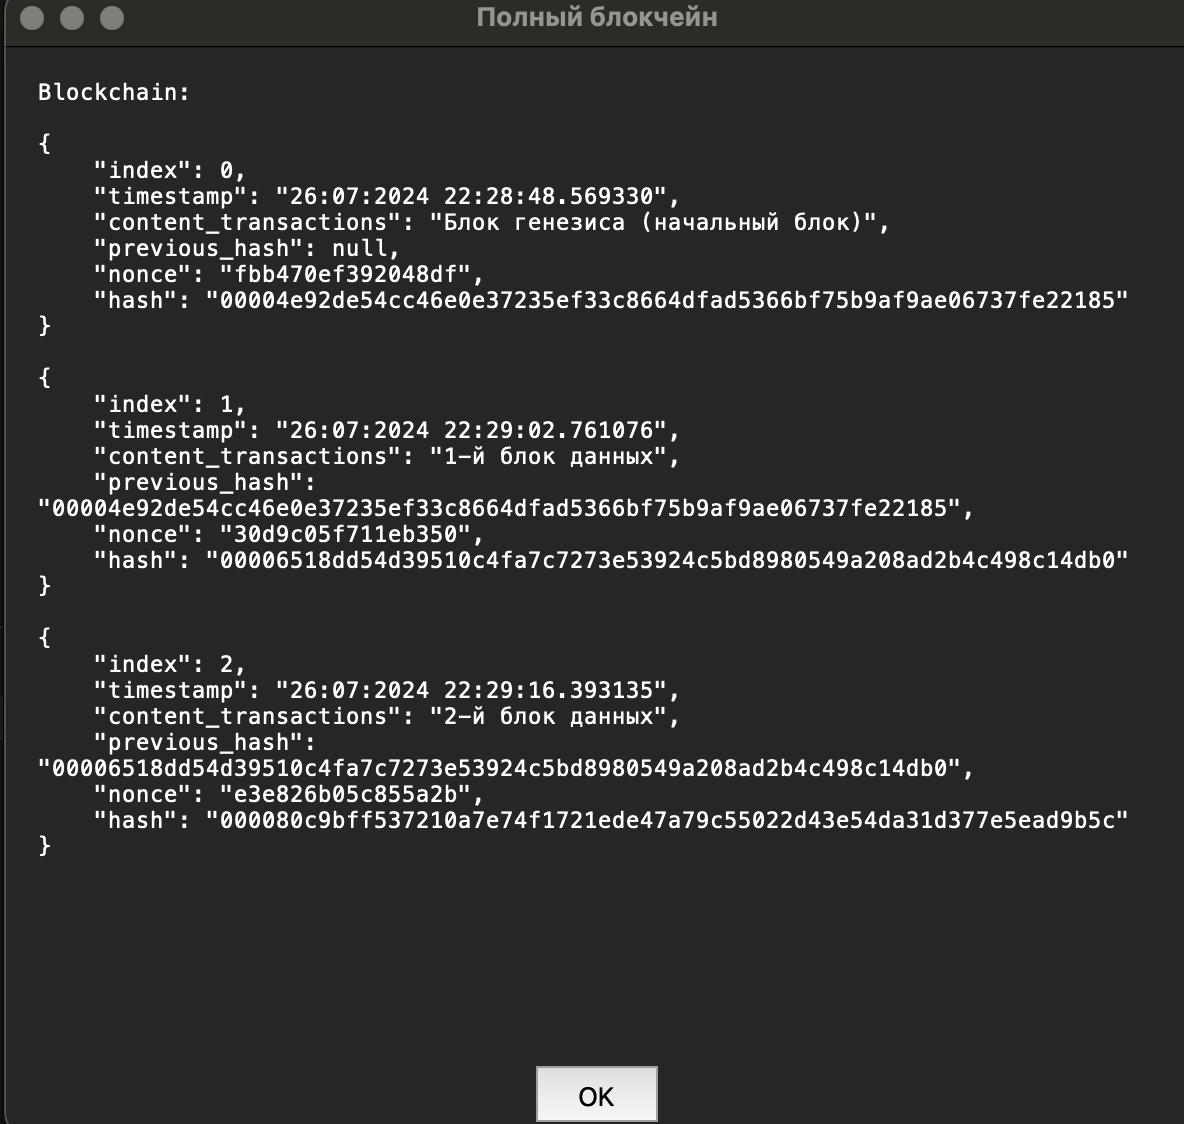 Полный блокчейн
Blockchain:
{
    "index": 0,
    "timestamp": "26:07:2024 22:28:48.569330",
    "content_transactions": "Блок генезиса (начальный блок)",
    "previous_hash": null,
    "nonce": "fbb470ef392048df",
    "hash": "00004e92de54cc46e0e37235ef33c8664dfad5366bf75b9af9ae06737fe22185"
}
{
    "index": 1,
    "timestamp": "26:07:2024 22:29:02.761076",
    "content_transactions": "1-й блок данных",
    "previous_hash":
"00004e92de54cc46e0e37235ef33c8664dfad5366bf75b9af9ae06737fe22185",
    "nonce": "30d9c05f711eb350",
    "hash": "00006518dd54d39510c4fa7c7273e53924c5bd8980549a208ad2b4c498c14db0"
}
{
    "index": 2,
    "timestamp": "26:07:2024 22:29:16.393135",
    "content_transactions": "2-й блок данных",
    "previous_hash":
"00006518dd54d39510c4fa7c7273e53924c5bd8980549a208ad2b4c498c14db0",
    "nonce": "e3e826b05c855a2b",
    "hash": "000080c9bff537210a7e74f1721ede47a79c55022d43e54da31d377e5ead9b5c"
}
OK